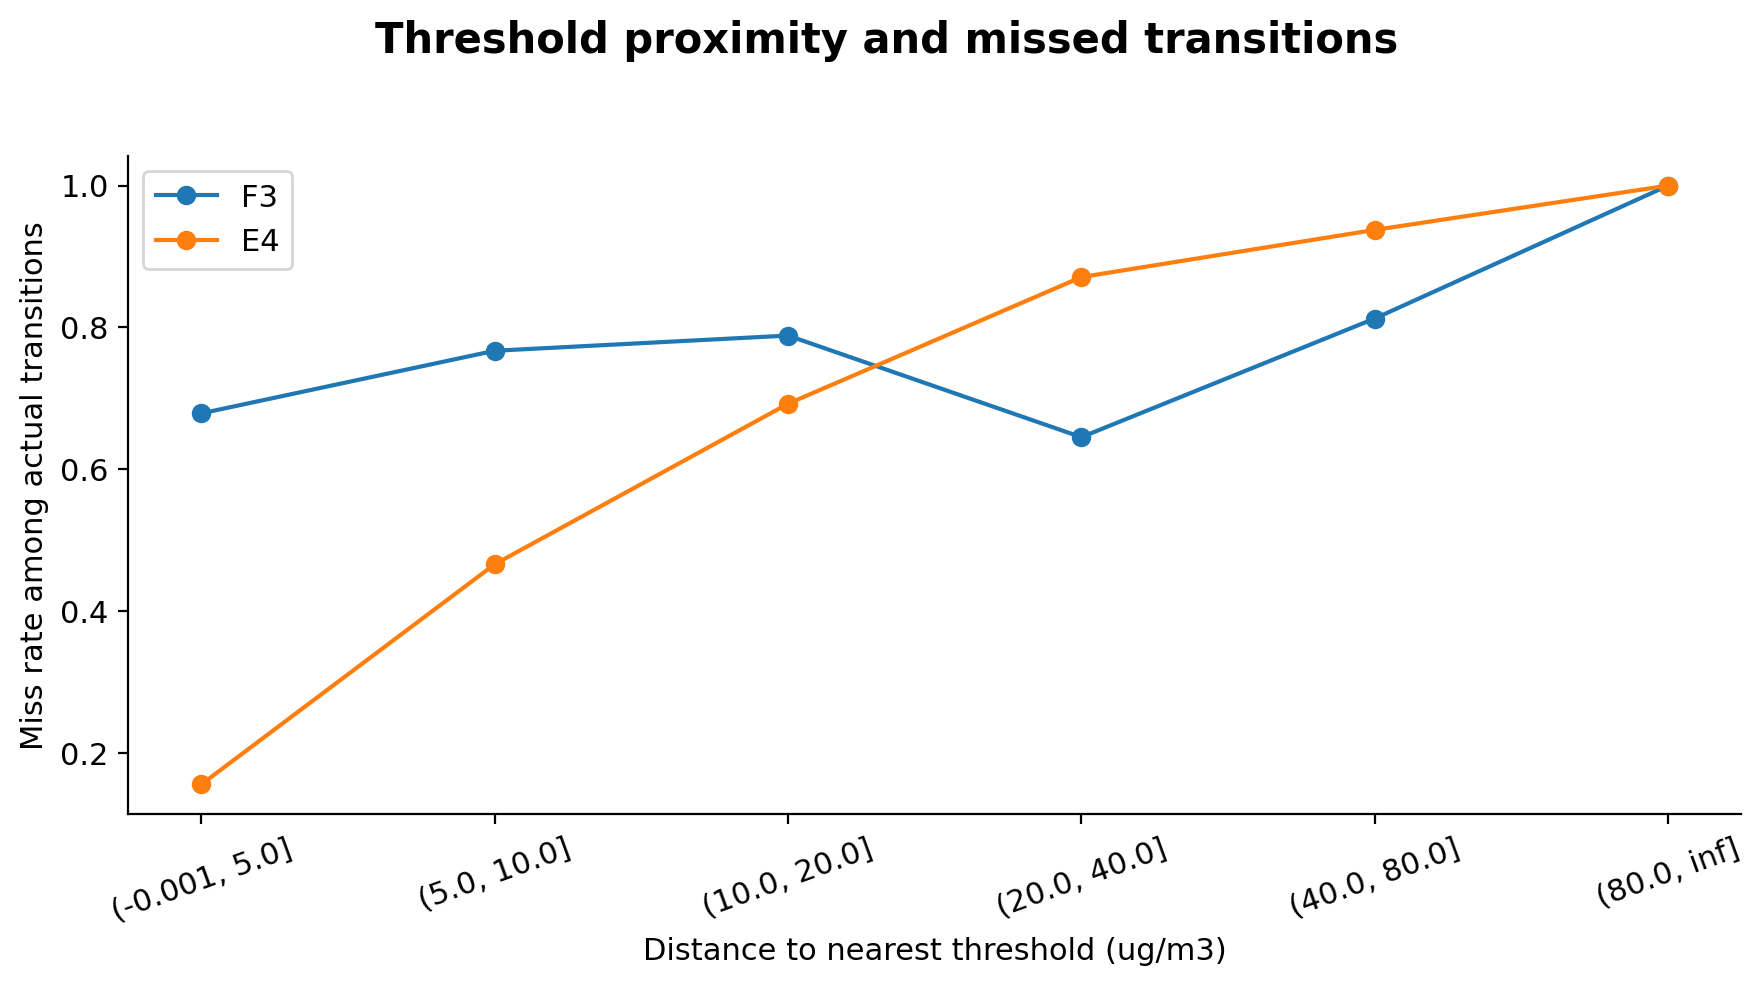 Threshold proximity and missed transitions
F3
E4
Miss rate among actual transitions
1.0
0.8
0.6
0.4
0.2
(-0.001, 5.0]
(5.0, 10.0]
(10.0, 20.0]
(20.0, 40.0]
(40.0, 80.0]
(80.0, inf]
Distance to nearest threshold (ug/m3)